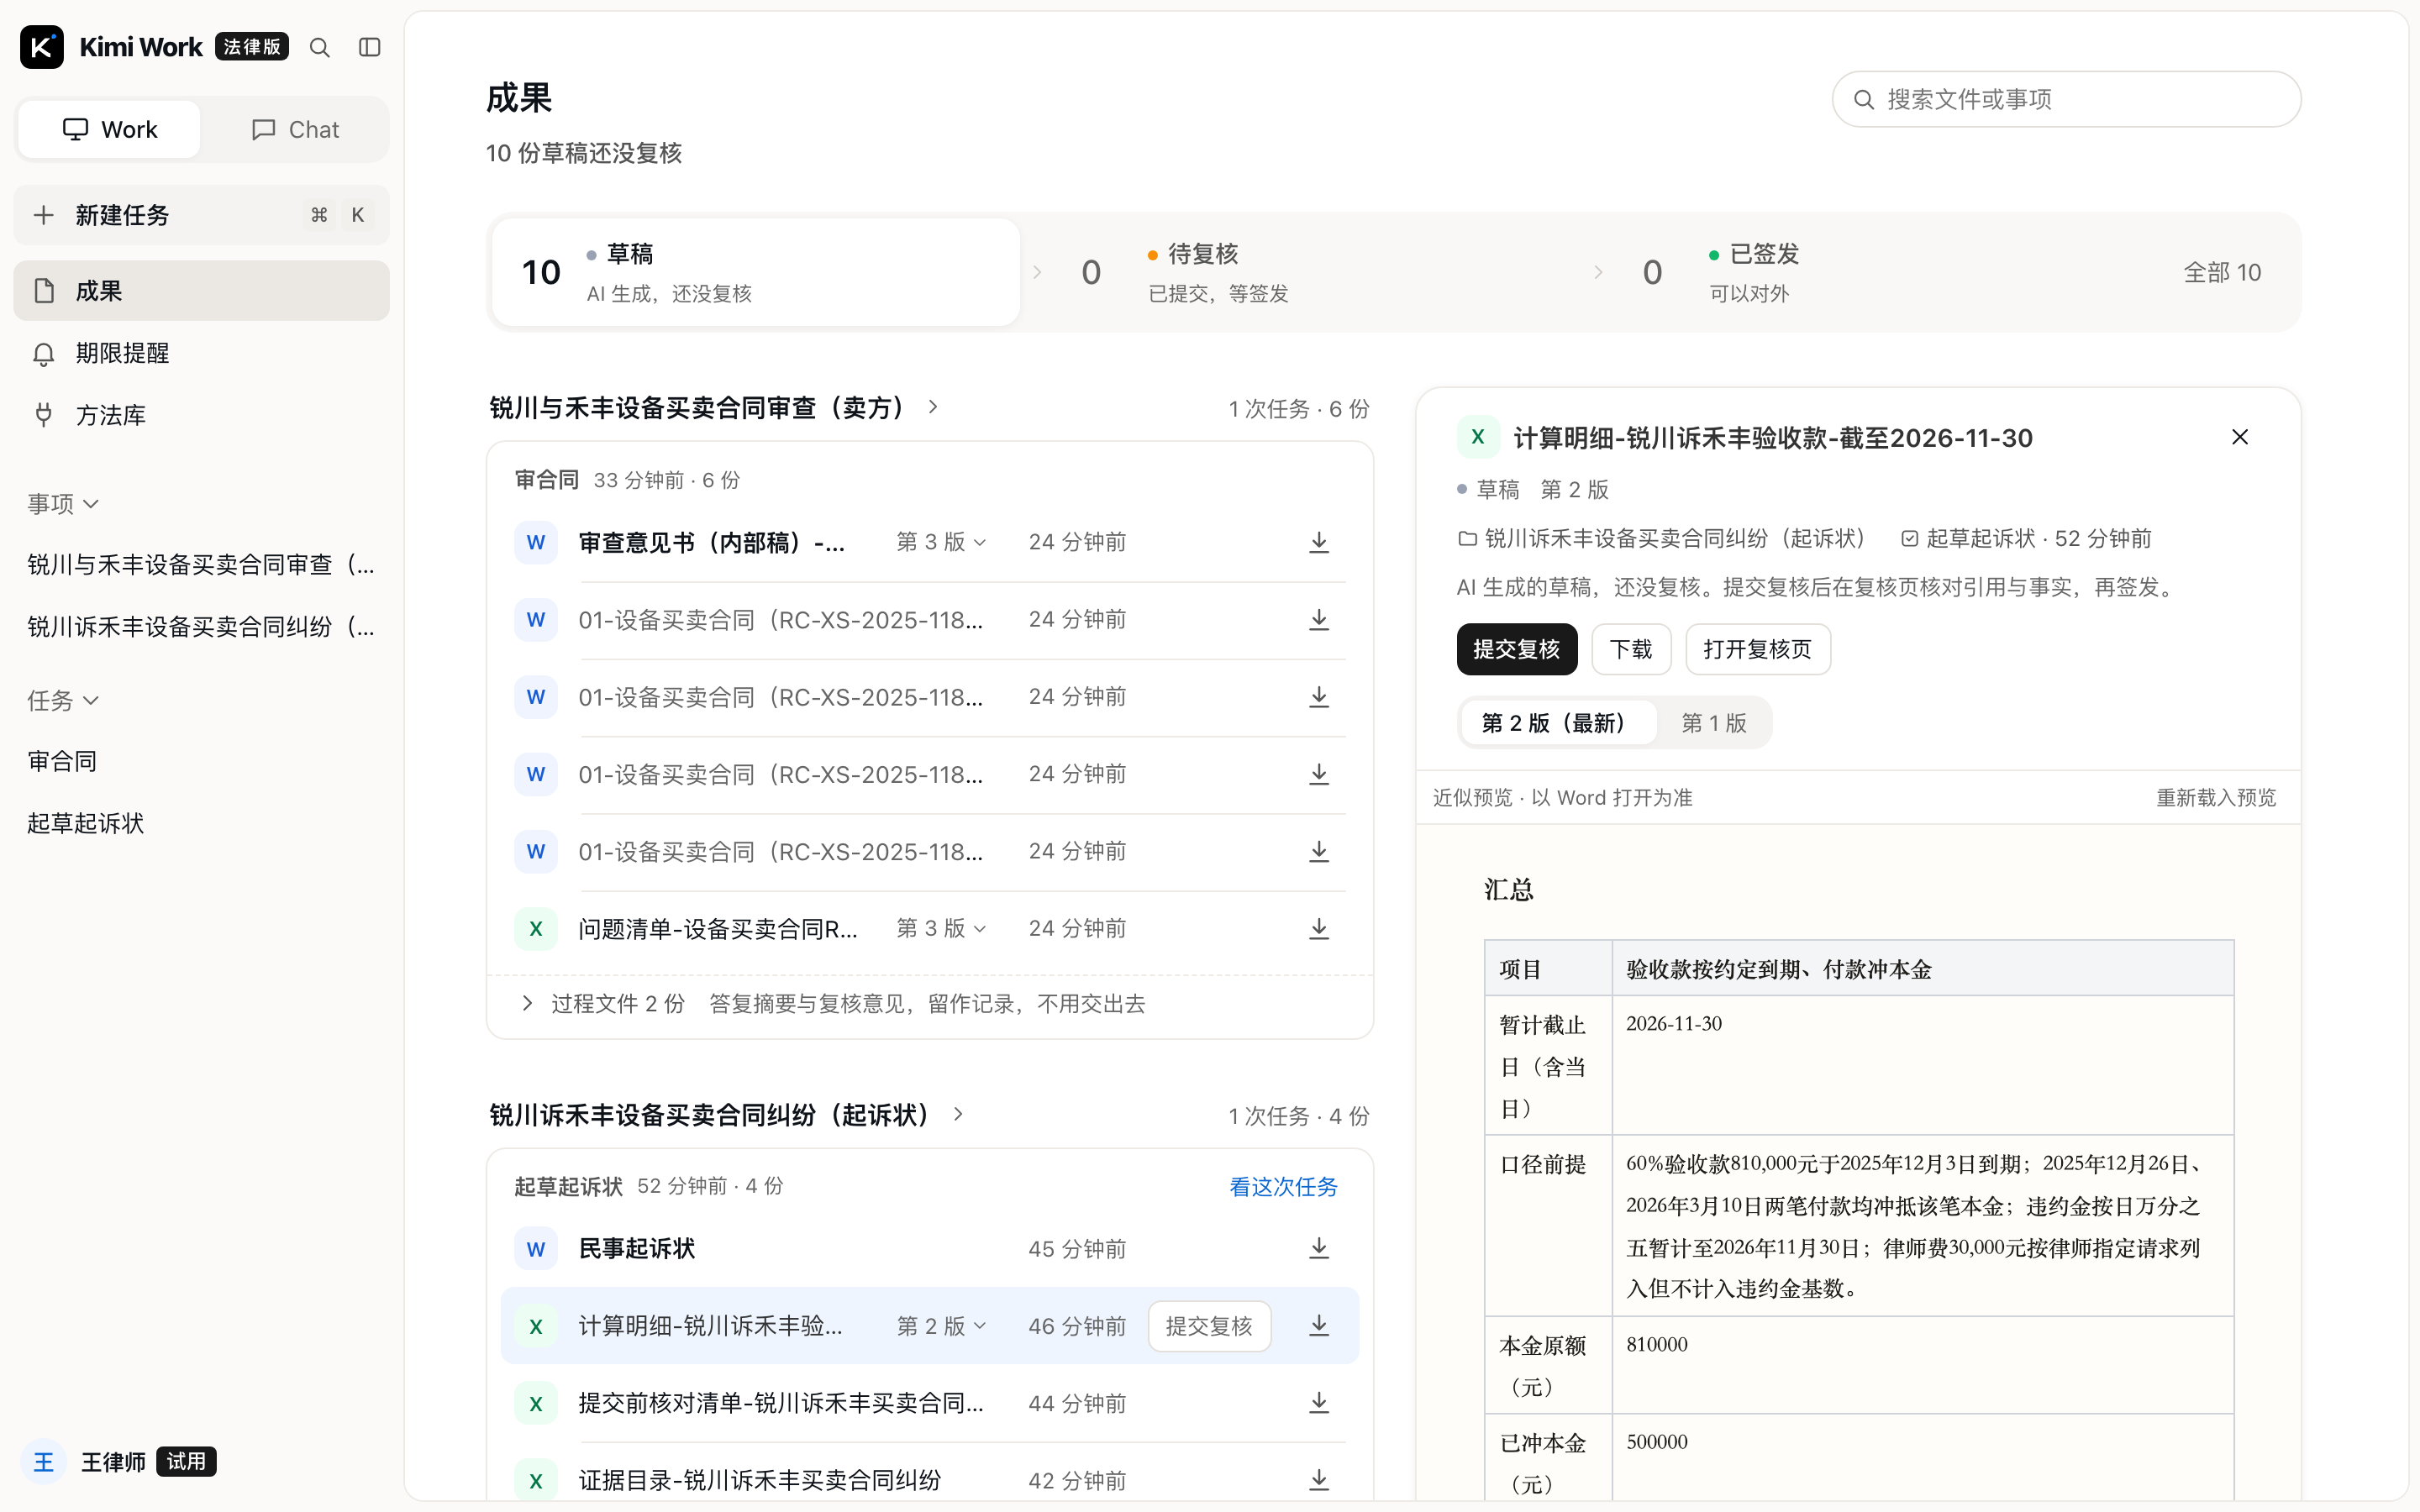 Kimi Work 法律版
Work
Chat
新建任务 ⌘ K
成果
期限提醒
方法库
事项
锐川与禾丰设备买卖合同审查（...
锐川诉禾丰设备买卖合同纠纷（...
任务
审合同
起草起诉状
王 王律师 试用
成果
10 份草稿还没复核
搜索文件或事项
10 草稿
AI 生成，还没复核
0 待复核
已提交，等签发
0 已签发
可以对外
全部 10
锐川与禾丰设备买卖合同审查（卖方）
1 次任务 · 6 份
审合同 33 分钟前 · 6 份
W 审查意见书（内部稿）-... 第 3 版 24 分钟前
W 01-设备买卖合同（RC-XS-2025-118... 24 分钟前
W 01-设备买卖合同（RC-XS-2025-118... 24 分钟前
W 01-设备买卖合同（RC-XS-2025-118... 24 分钟前
W 01-设备买卖合同（RC-XS-2025-118... 24 分钟前
X 问题清单-设备买卖合同R... 第 3 版 24 分钟前
过程文件 2 份 答复摘要与复核意见，留作记录，不用交出去
锐川诉禾丰设备买卖合同纠纷（起诉状）
1 次任务 · 4 份
起草起诉状 52 分钟前 · 4 份 看这次任务
W 民事起诉状 45 分钟前
X 计算明细-锐川诉禾丰验... 第 2 版 46 分钟前 提交复核
X 提交前核对清单-锐川诉禾丰买卖合同... 44 分钟前
X 证据目录-锐川诉禾丰买卖合同纠纷 42 分钟前
X 计算明细-锐川诉禾丰验收款-截至2026-11-30
草稿 第 2 版
锐川诉禾丰设备买卖合同纠纷（起诉状） 起草起诉状 · 52 分钟前
AI 生成的草稿，还没复核。提交复核后在复核页核对引用与事实，再签发。
提交复核 下载 打开复核页
第 2 版（最新） 第 1 版
近似预览 · 以 Word 打开为准 重新载入预览
汇总
项目 验收款按约定到期、付款冲本金
暂计截止 2026-11-30
日（含当
日）
口径前提 60%验收款810,000元于2025年12月3日到期；2025年12月26日、
2026年3月10日两笔付款均冲抵该笔本金；违约金按日万分之
五暂计至2026年11月30日；律师费30,000元按律师指定请求列
入但不计入违约金基数。
本金原额 810000
（元）
已冲本金 500000
（元）